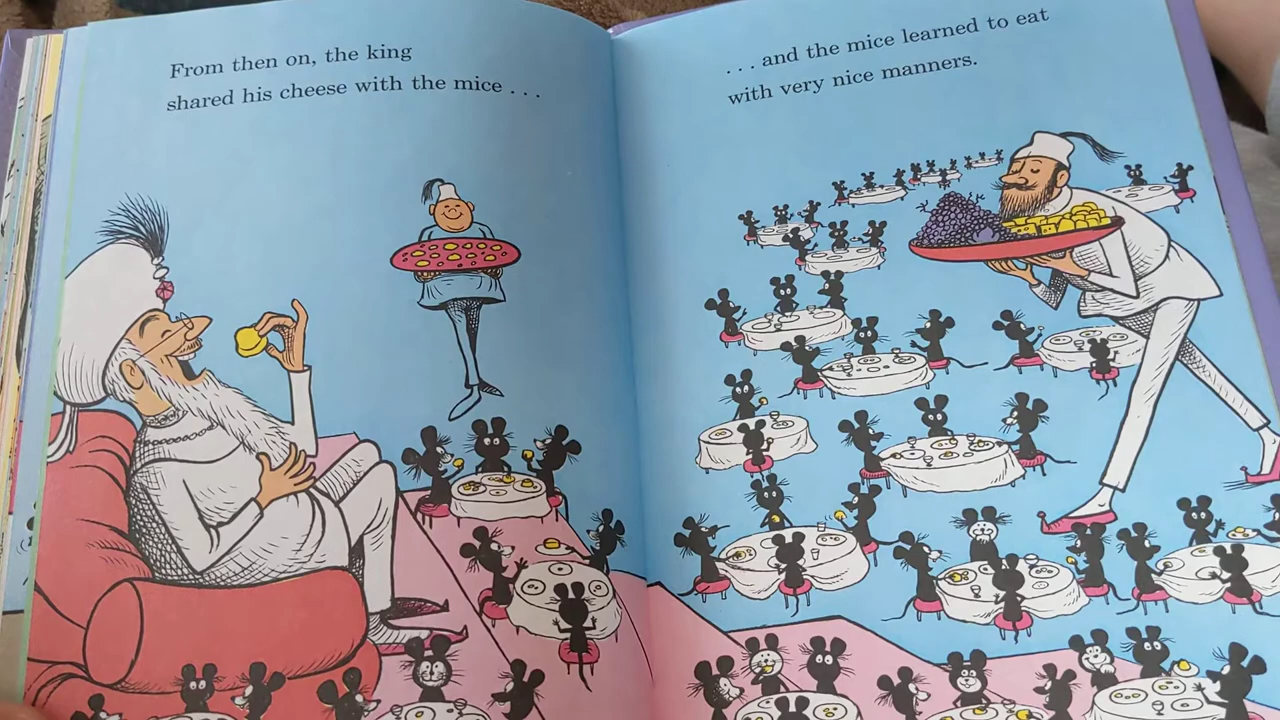 From then on, the king
shared his cheese with the mice . . .
. . . and the mice learned to eat
with very nice manners.